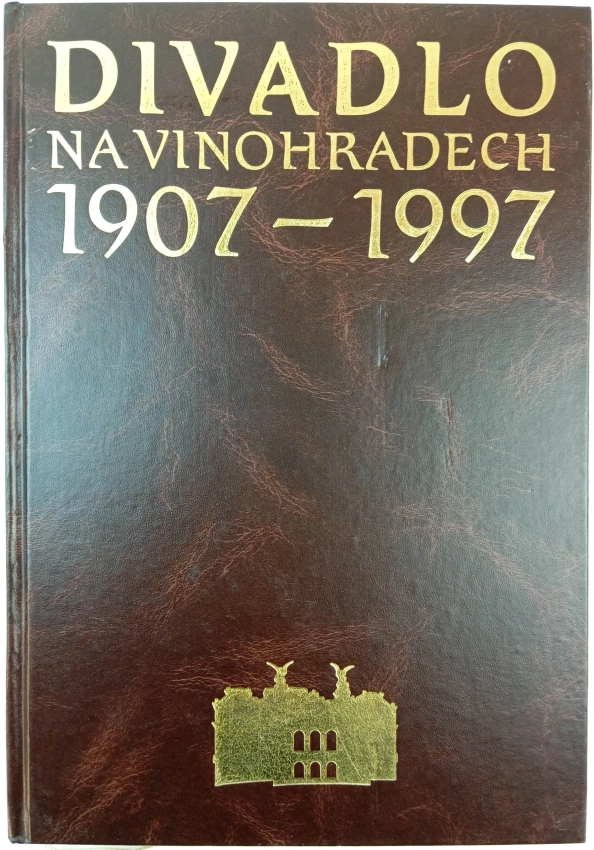 DIVADLO
NA VINOHRADECH
1907 – 1997